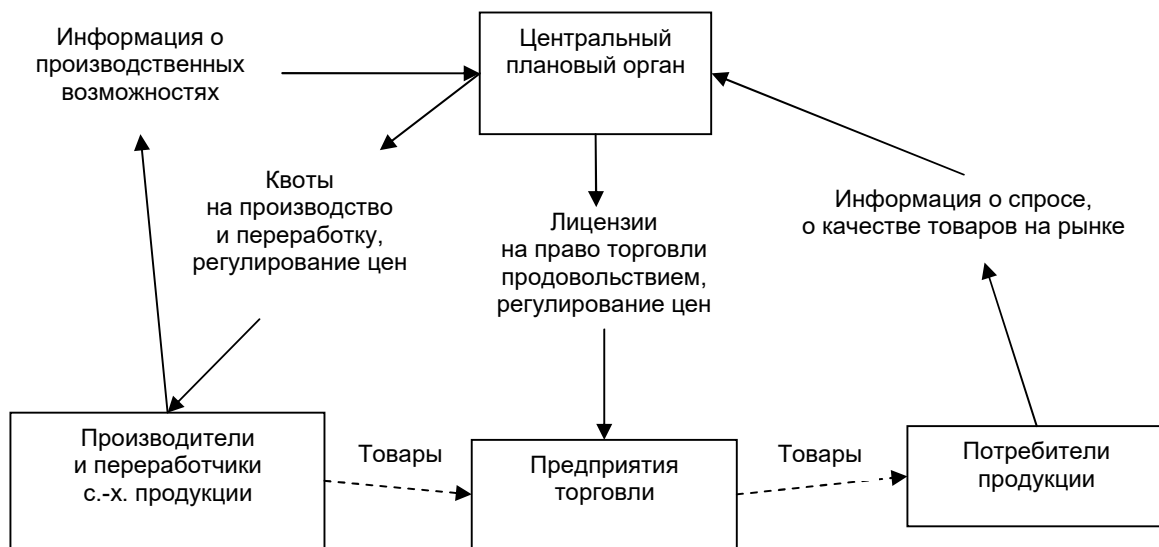 Информация о
производственных
возможностях
Центральный
плановый орган
Квоты
на производство
и переработку,
регулирование цен
Лицензии
на право торговли
продовольствием,
регулирование цен
Информация о спросе,
о качестве товаров на рынке
Производители
и переработчики
с.-х. продукции
Товары
Предприятия
торговли
Товары
Потребители
продукции